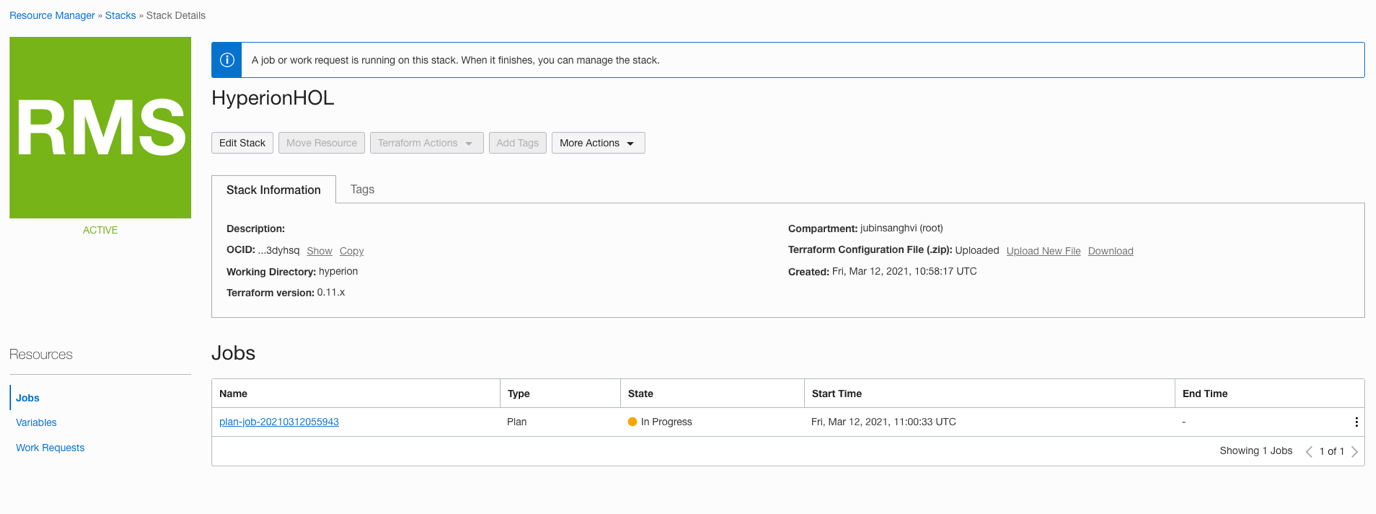 Resource Manager » Stacks » Stack Details
RMS
ACTIVE
A job or work request is running on this stack. When it finishes, you can manage the stack.
HyperionHOL
Edit Stack Move Resource Terraform Actions Add Tags More Actions
Stack Information Tags
Description:
OCID: ...3dyhsq Show Copy
Working Directory: hyperion
Terraform version: 0.11.x
Compartment: jubinsanghvi (root)
Terraform Configuration File (.zip): Uploaded Upload New File Download
Created: Fri, Mar 12, 2021, 10:58:17 UTC
Resources
Jobs
Variables
Work Requests
Jobs
Name Type State Start Time End Time
plan-job-20210312055943 Plan In Progress Fri, Mar 12, 2021, 11:00:33 UTC -
Showing 1 Jobs < 1 of 1 >